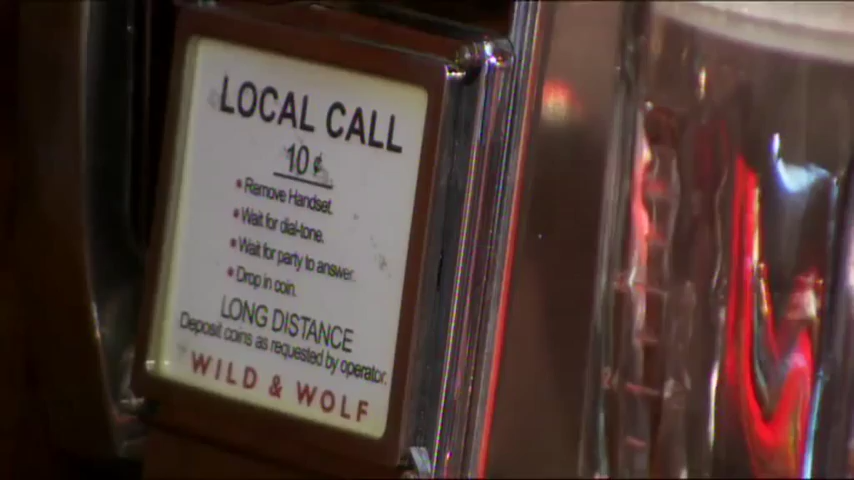 LOCAL CALL
10¢
• Remove Handset.
• Wait for dial-tone.
• Wait for party to answer.
• Drop in coin.
LONG DISTANCE
Deposit coins as requested by operator.
WILD & WOLF